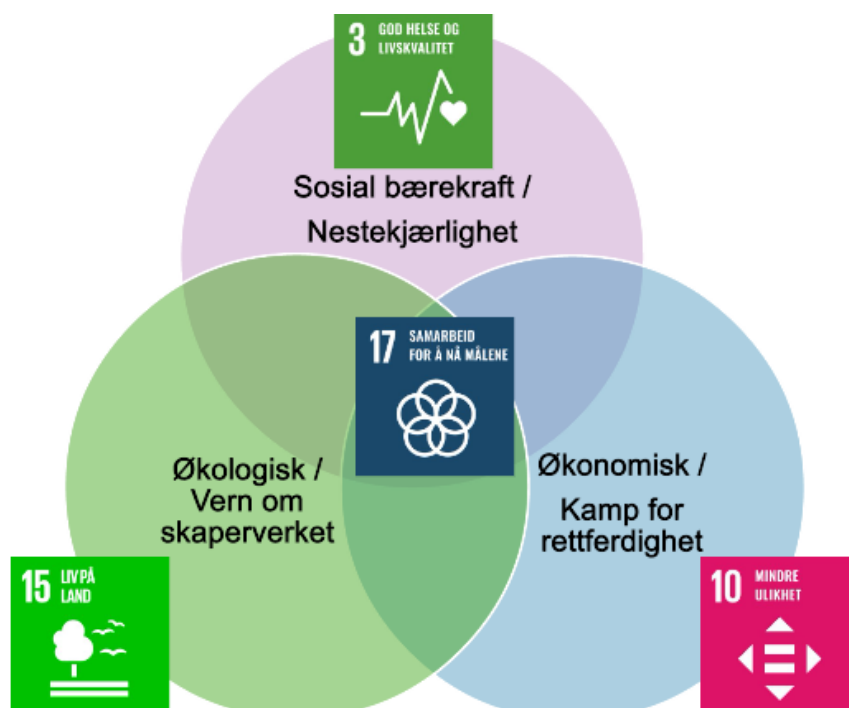 3 GOD HELSE OG
LIVSKVALITET
Sosial bærekraft /
Nestekjærlighet
17 SAMARBEID
FOR Å NÅ MÅLENE
Økologisk /
Vern om
skaperverket
Økonomisk /
Kamp for
rettferdighet
15 LIV PÅ
LAND
10 MINDRE
ULIKHET